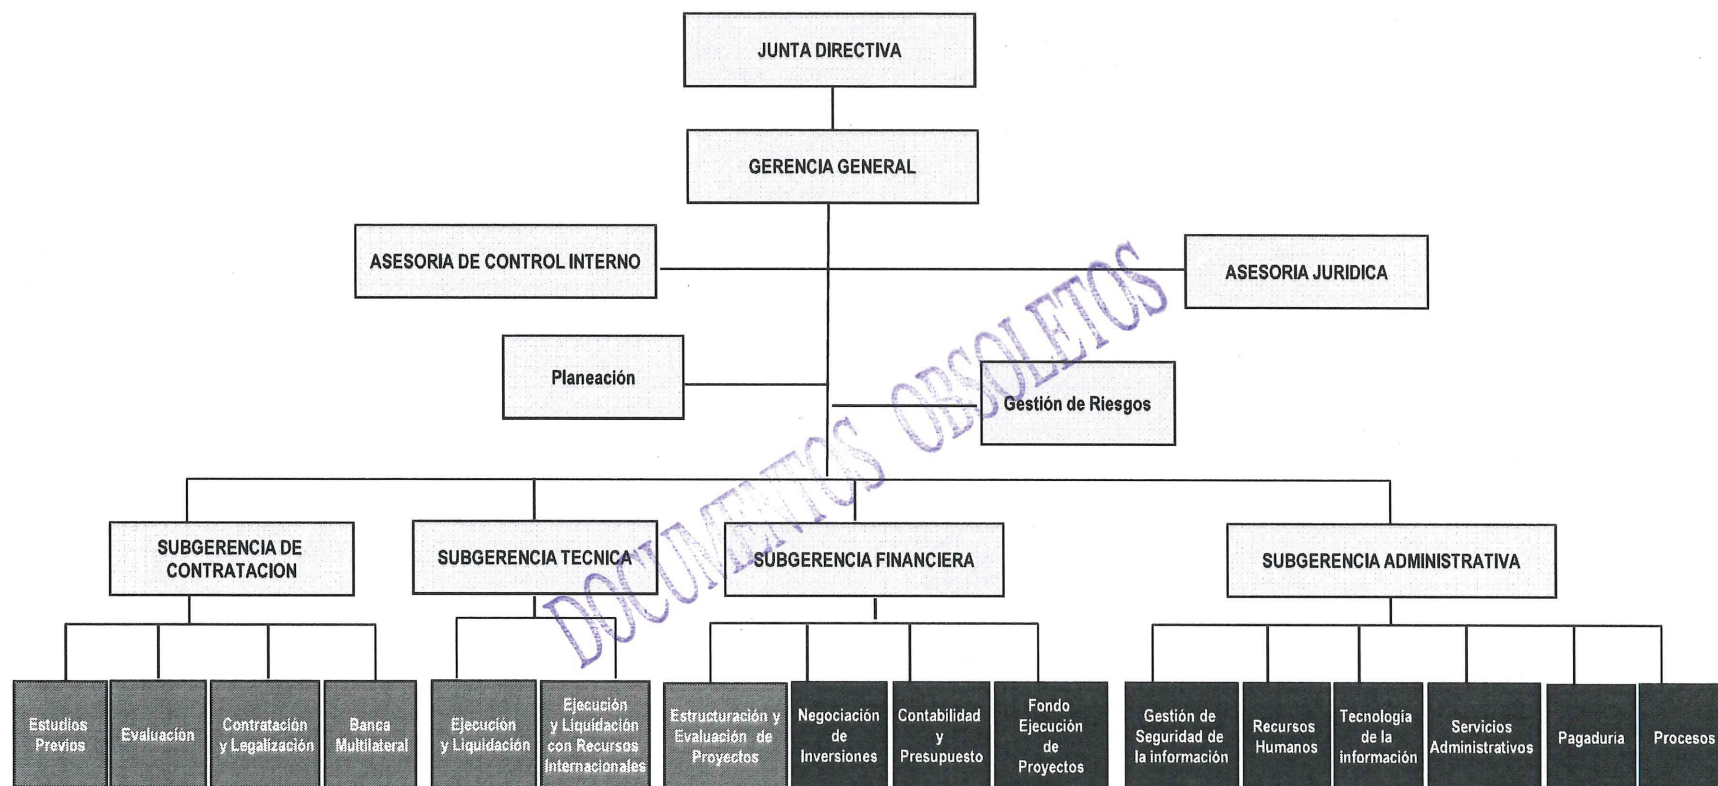 JUNTA DIRECTIVA
GERENCIA GENERAL
ASESORIA DE CONTROL INTERNO
ASESORIA JURIDICA
Planeación
Gestión de Riesgos
DOCUMENTOS OBSOLETOS
SUBGERENCIA DE
CONTRATACION
SUBGERENCIA TECNICA
SUBGERENCIA FINANCIERA
SUBGERENCIA ADMINISTRATIVA
Estudios
Previos
Evaluación
Contratación
y Legalización
Banca
Multilateral
Ejecución
y Liquidación
Ejecución
y Liquidación
con Recursos
Internacionales
Estructuración y
Evaluación de
Proyectos
Negociación
de
Inversiones
Contabilidad
y
Presupuesto
Fondo
Ejecución
de
Proyectos
Gestión de
Seguridad de
la información
Recursos
Humanos
Tecnología
de la
información
Servicios
Administrativos
Pagaduría
Procesos